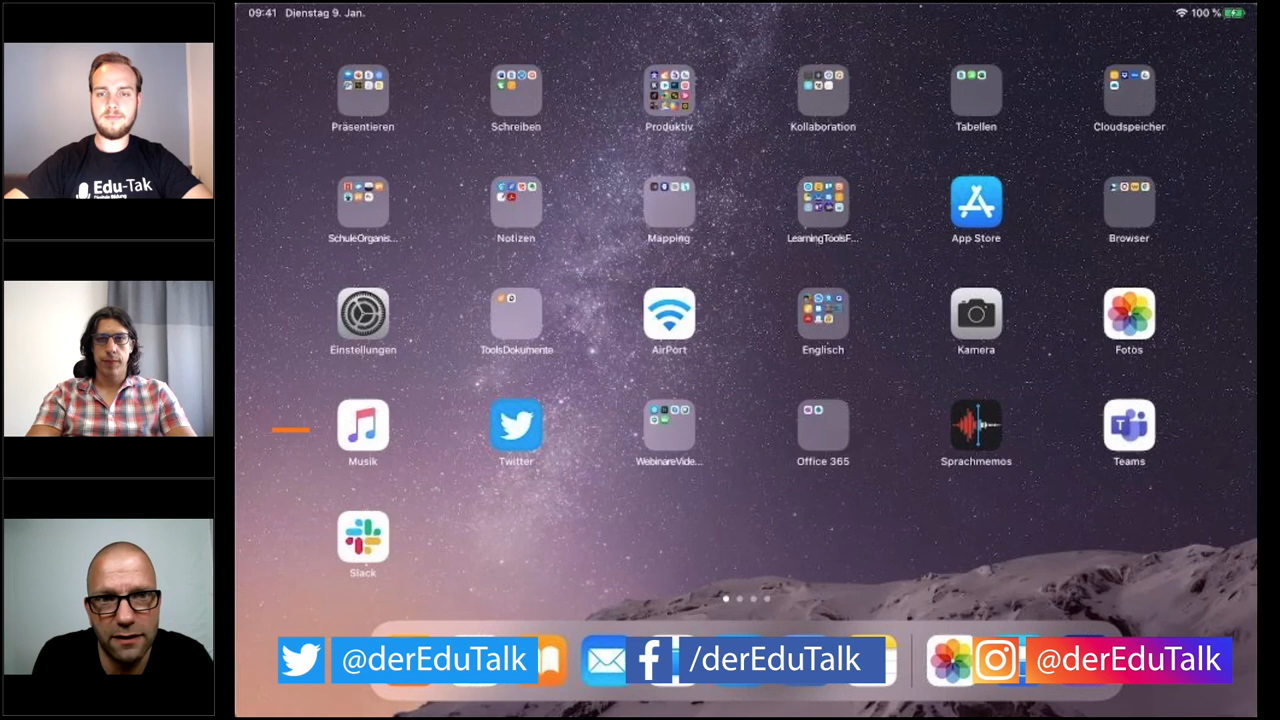 09:41 Dienstag 9. Jan.
100 %
Präsentieren
Schreiben
Produktiv
Kollaboration
Tabellen
Cloudspeicher
SchuleOrganis...
Notizen
Mapping
LearningToolsF...
App Store
Browser
Einstellungen
ToolsDokumente
AirPort
Englisch
Kamera
Fotos
Musik
Twitter
WebinareVide...
Office 365
Sprachmemos
Teams
Slack
Edu-Tak
@derEduTalk
/derEduTalk
@derEduTalk